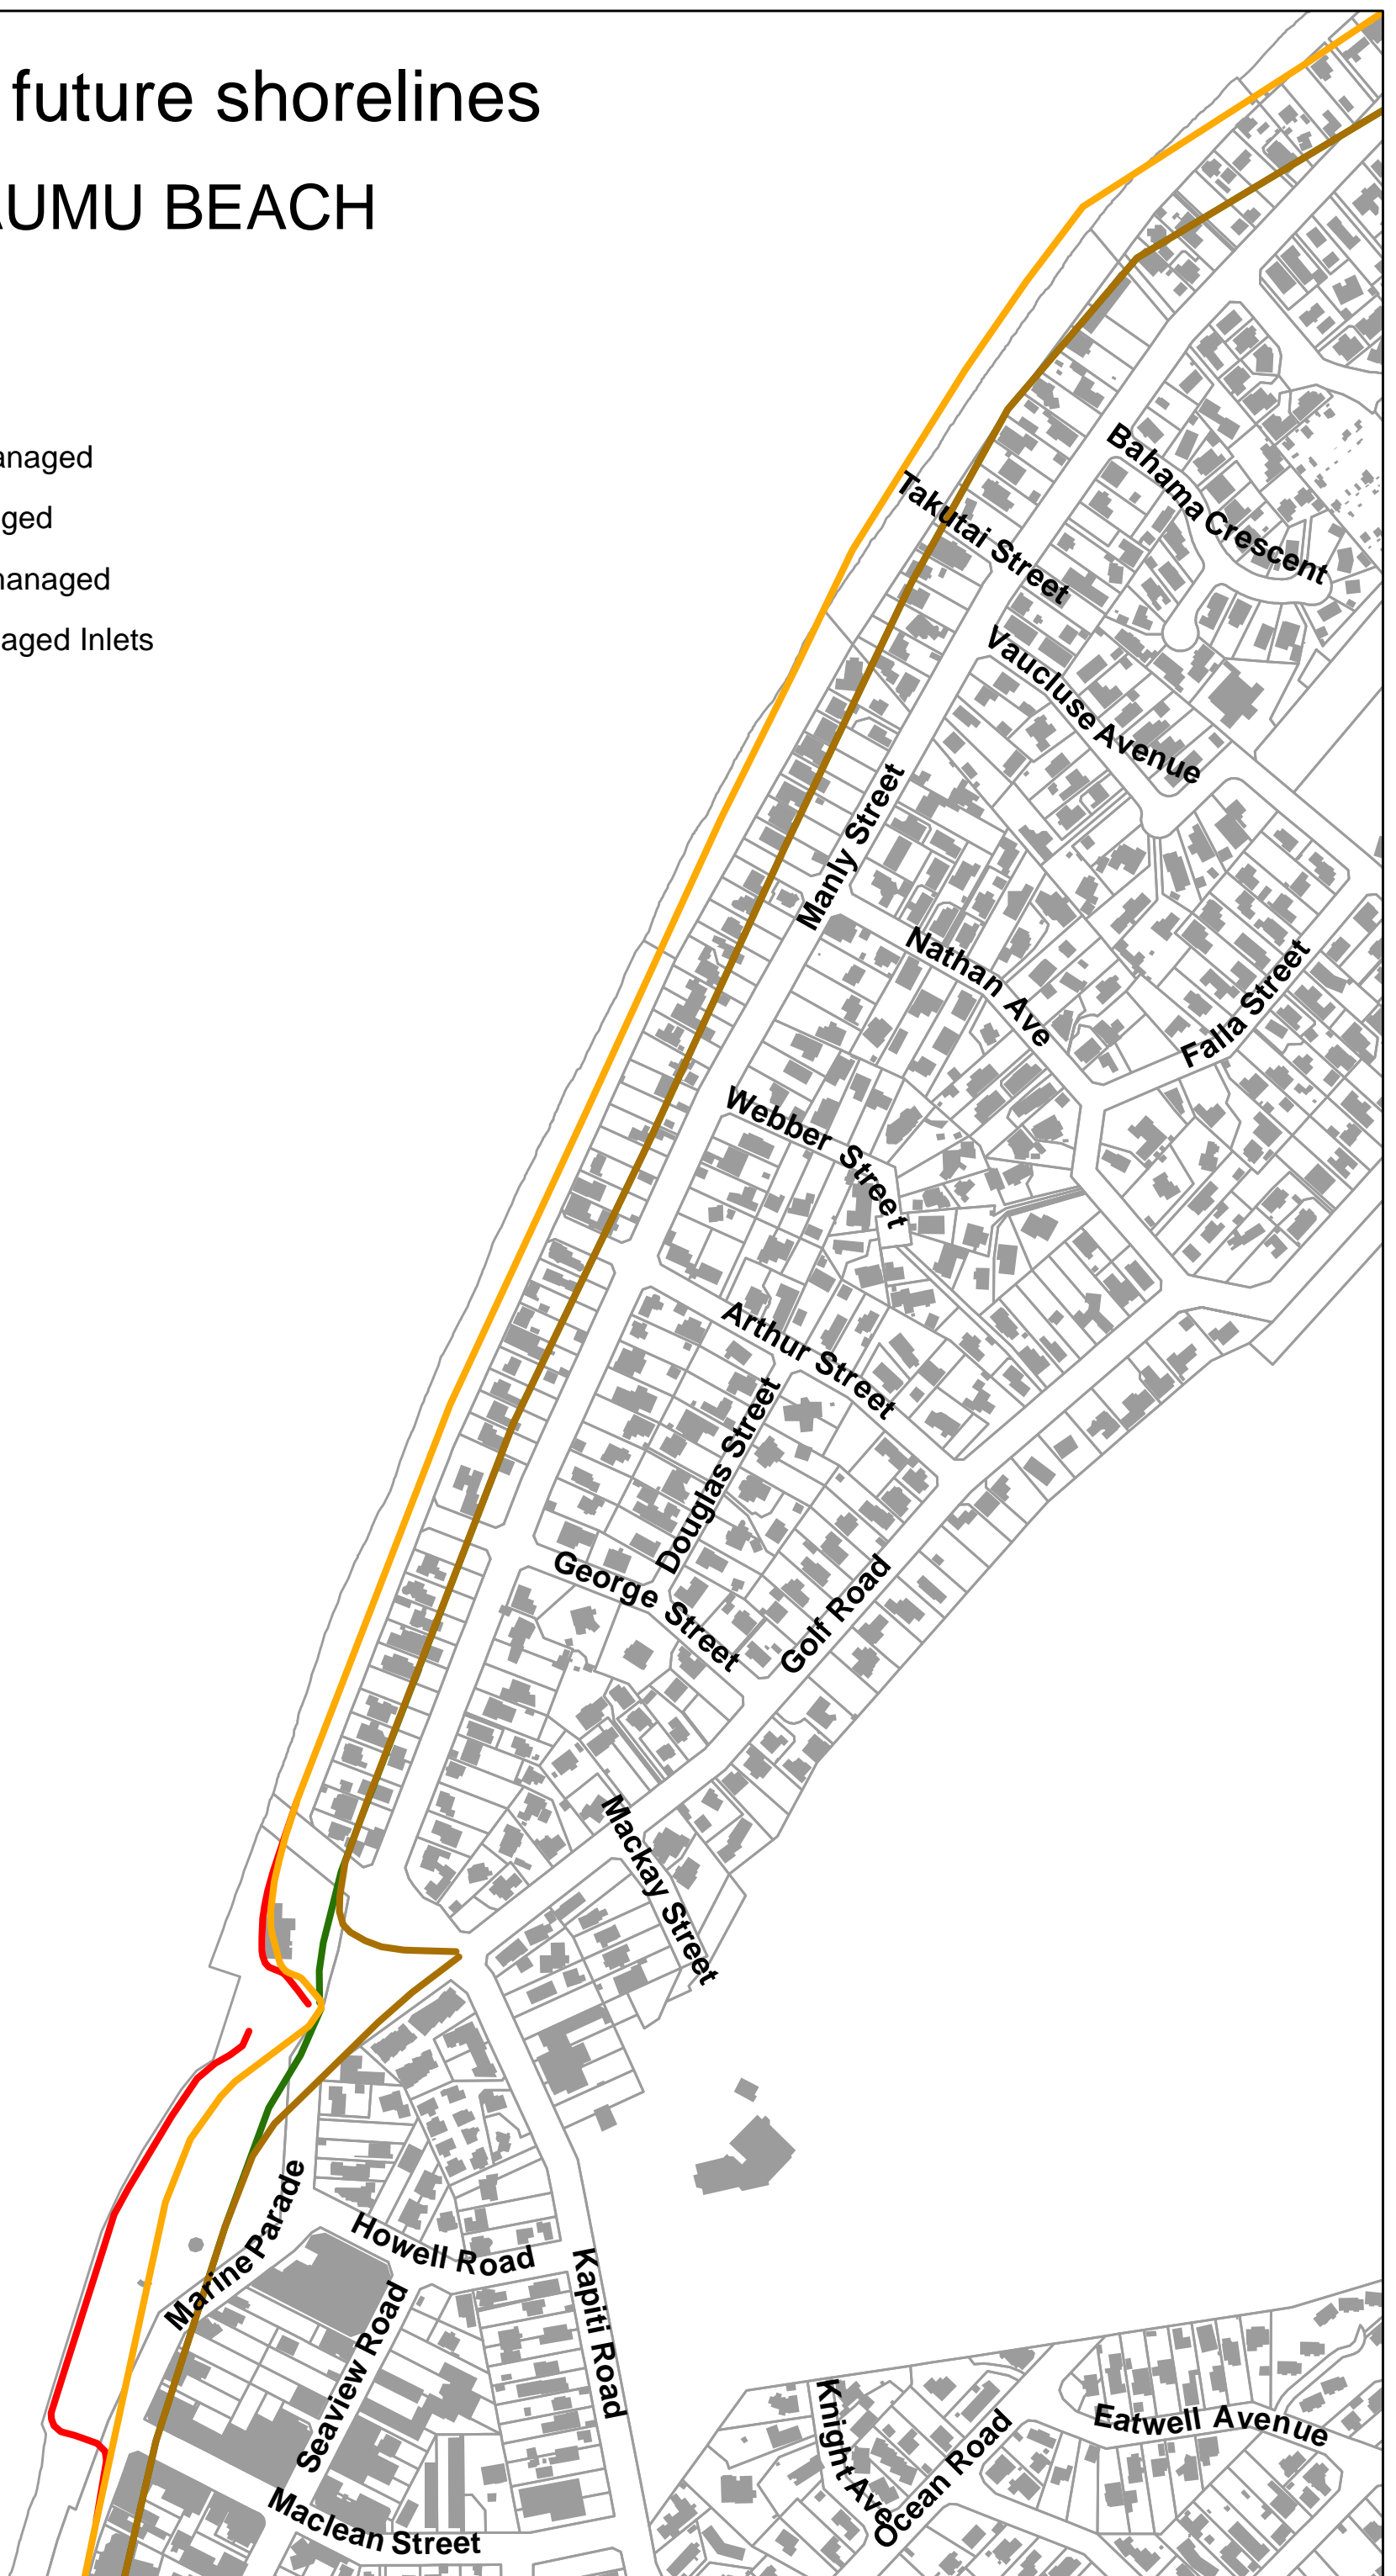 future shorelines
AUMU BEACH
anaged
ged
nanaged
aged Inlets
Bahama Crescent
Takutai Street
Vaucluse Avenue
Manly Street
Nathan Ave
Falla Street
Webber Street
Arthur Street
Douglas Street
George Street
Golf Road
Mackay Street
Marine Parade
Howell Road
Kapiti Road
Seaview Road
Knight Ave
Ocean Road
Eatwell Avenue
Maclean Street